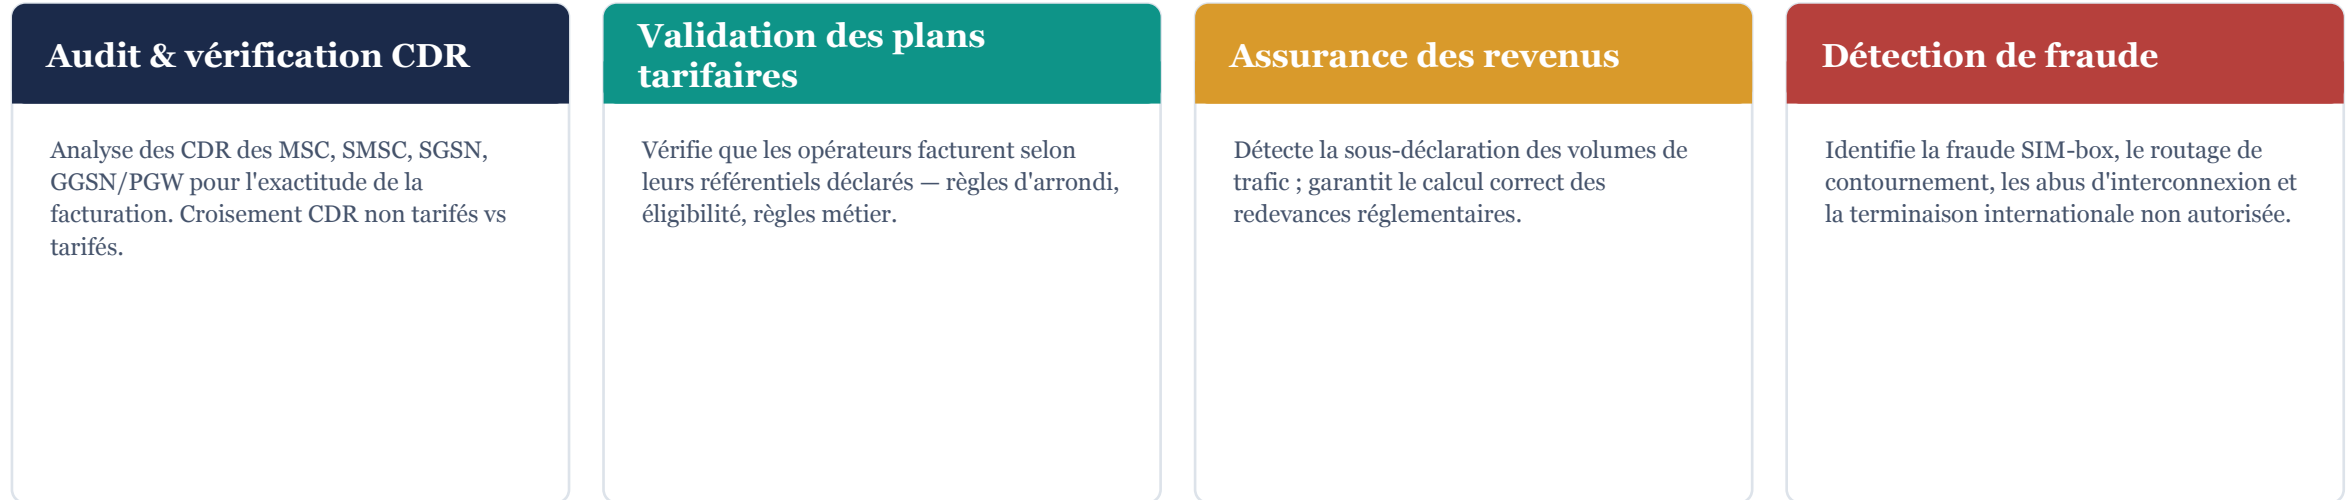 Audit & vérification CDR
Analyse des CDR des MSC, SMSC, SGSN,
GGSN/PGW pour l'exactitude de la
facturation. Croisement CDR non tarifés vs
tarifés.
Validation des plans
tarifaires
Vérifie que les opérateurs facturent selon
leurs référentiels déclarés — règles d'arrondi,
éligibilité, règles métier.
Assurance des revenus
Détecte la sous-déclaration des volumes de
trafic ; garantit le calcul correct des
redevances réglementaires.
Détection de fraude
Identifie la fraude SIM-box, le routage de
contournement, les abus d'interconnexion et
la terminaison internationale non autorisée.